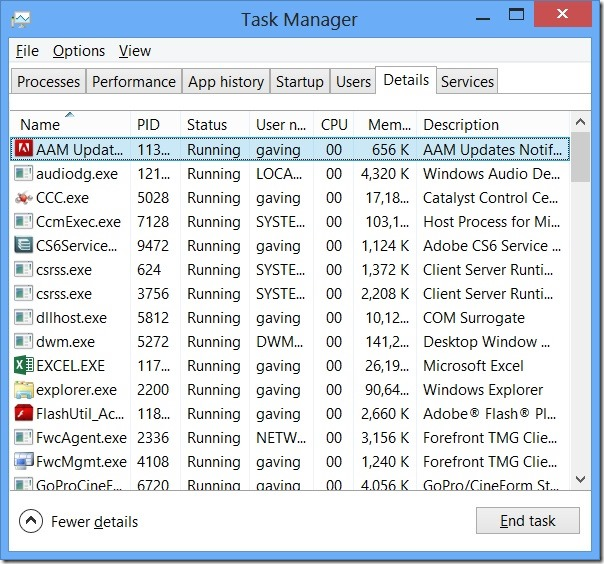 Task Manager
File Options View
Processes Performance App history Startup Users Details Services
Name PID Status User n... CPU Mem... Description
AAM Updat... 113... Running gaving 00 656 K AAM Updates Notif...
audiodg.exe 121... Running LOCA... 00 4,320 K Windows Audio De...
CCC.exe 5028 Running gaving 00 17,18... Catalyst Control Ce...
CcmExec.exe 7128 Running SYSTE... 00 103,1... Host Process for Mi...
CS6Service... 9472 Running gaving 00 1,124 K Adobe CS6 Service ...
csrss.exe 624 Running SYSTE... 00 1,372 K Client Server Runti...
csrss.exe 3756 Running SYSTE... 00 2,208 K Client Server Runti...
dllhost.exe 5812 Running gaving 00 10,12... COM Surrogate
dwm.exe 5272 Running DWM... 00 141,2... Desktop Window ...
EXCEL.EXE 117... Running gaving 00 26,19... Microsoft Excel
explorer.exe 2200 Running gaving 00 90,64... Windows Explorer
FlashUtil_Ac... 118... Running gaving 00 2,660 K Adobe® Flash® Pl...
FwcAgent.exe 2336 Running NETW... 00 3,156 K Forefront TMG Clie...
FwcMgmt.exe 4108 Running gaving 00 1,240 K Forefront TMG Clie...
GoProCineF... 6720 Running gaving 00 4,056 K GoPro/CineForm St...
Fewer details End task